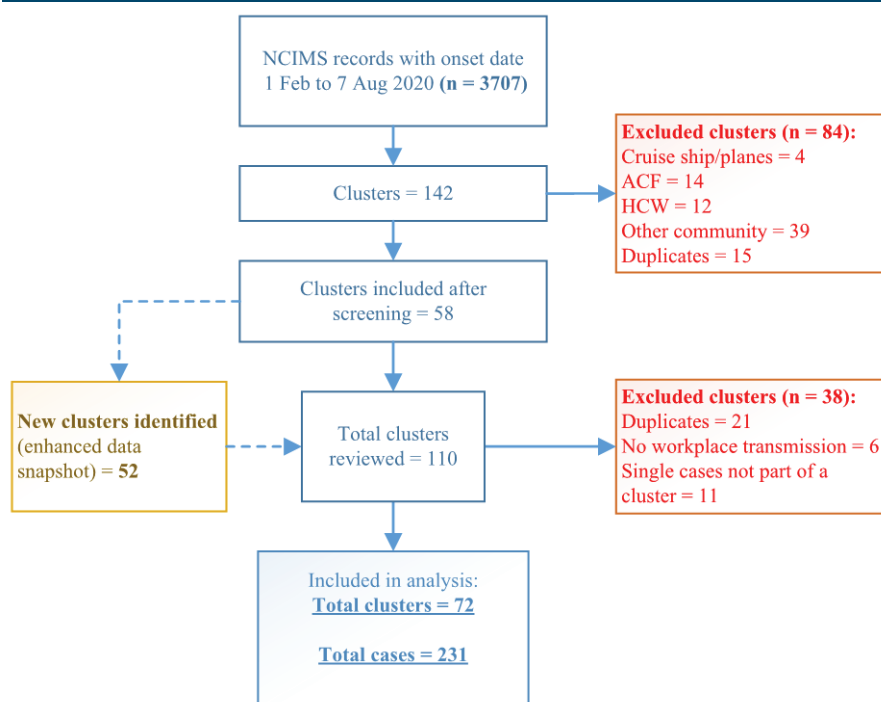 NCIMS records with onset date
1 Feb to 7 Aug 2020 (n = 3707)
Clusters = 142
Excluded clusters (n = 84):
Cruise ship/planes = 4
ACF = 14
HCW = 12
Other community = 39
Duplicates = 15
Clusters included after
screening = 58
New clusters identified
(enhanced data
snapshot) = 52
Total clusters
reviewed = 110
Excluded clusters (n = 38):
Duplicates = 21
No workplace transmission = 6
Single cases not part of a
cluster = 11
Included in analysis:
Total clusters = 72
Total cases = 231